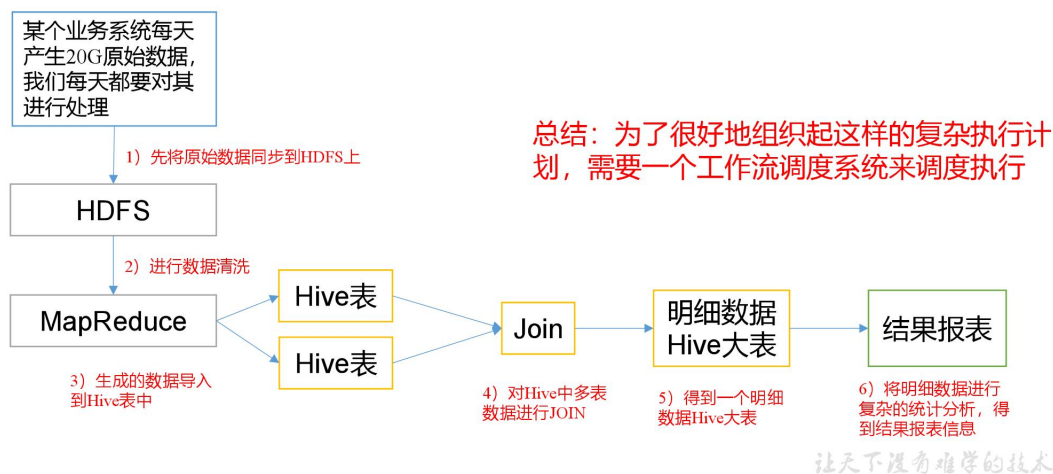 某个业务系统每天
产生20G原始数据,
我们每天都要对其
进行处理
1）先将原始数据同步到HDFS上
总结：为了很好地组织起这样的复杂执行计
划，需要一个工作流调度系统来调度执行
HDFS
2）进行数据清洗
MapReduce
Hive表
Hive表
Join
明细数据
Hive大表
结果报表
3）生成的数据导入
到Hive表中
4）对Hive中多表
数据进行JOIN
5）得到一个明细
数据Hive大表
6）将明细数据进行
复杂的统计分析，得
到结果报表信息
让天下没有难学的技术